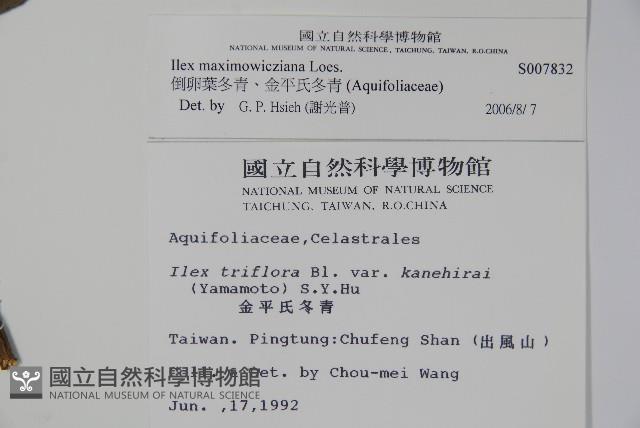 國立自然科學博物館
NATIONAL MUSEUM OF NATURAL SCIENCE, TAICHUNG, TAIWAN, R.O.CHINA
Ilex maximowicziana Loes. S007832
倒卵葉冬青、金平氏冬青 (Aquifoliaceae)
Det. by G. P. Hsieh (謝光普) 2006/8/7
國立自然科學博物館
NATIONAL MUSEUM OF NATURAL SCIENCE
TAICHUNG, TAIWAN, R.O.CHINA
Aquifoliaceae,Celastrales
Ilex triflora Bl. var. kanehirai
(Yamamoto) S.Y.Hu
金平氏冬青
Taiwan. Pingtung:Chufeng Shan (出風山)
Det. by Chou-mei Wang
Jun. ,17,1992
國立自然科學博物館
NATIONAL MUSEUM OF NATURAL SCIENCE